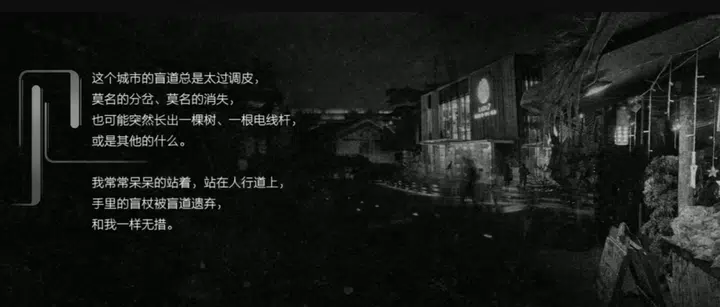 这个城市的盲道总是太过调皮，
莫名的分岔、莫名的消失，
也可能突然长出一棵树、一根电线杆，
或是其他的什么。
我常常呆呆的站着，站在人行道上，
手里的盲杖被盲道遗弃，
和我一样无措。